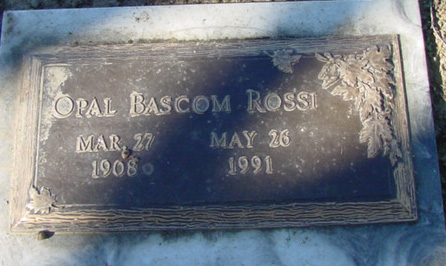 OPAL BASCOM ROSSI
MAR. 27 MAY 26
1908 1991